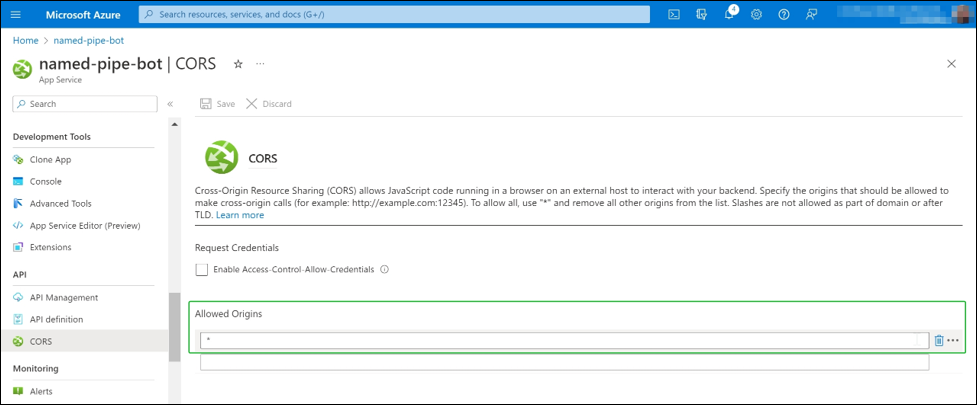 Microsoft Azure
Search resources, services, and docs (G+/)
4
Home > named-pipe-bot
named-pipe-bot | CORS
App Service
Search
«
Save
Discard
Development Tools
Clone App
Console
Advanced Tools
App Service Editor (Preview)
Extensions
API
API Management
API definition
CORS
Monitoring
Alerts
CORS
Cross-Origin Resource Sharing (CORS) allows JavaScript code running in a browser on an external host to interact with your backend. Specify the origins that should be allowed to
make cross-origin calls (for example: http://example.com:12345). To allow all, use "*" and remove all other origins from the list. Slashes are not allowed as part of domain or after
TLD. Learn more
Request Credentials
Enable Access-Control-Allow-Credentials
Allowed Origins
*